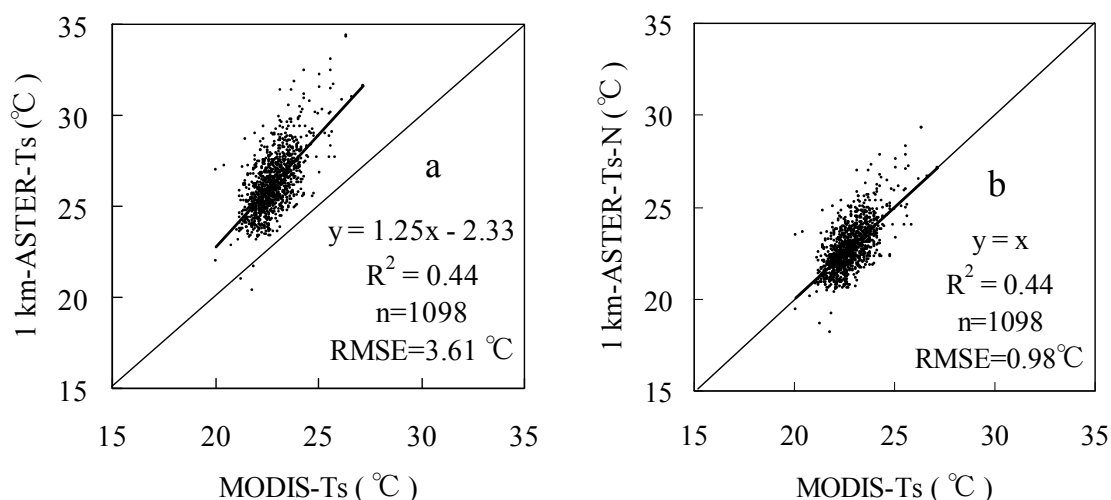 35
30
25
20
15
1 km-ASTER-Ts (℃)
a
y = 1.25x - 2.33
R² = 0.44
n=1098
RMSE=3.61 ℃
15 20 25 30 35
MODIS-Ts (℃)
35
30
25
20
15
1 km-ASTER-Ts-N (℃)
b
y = x
R² = 0.44
n=1098
RMSE=0.98℃
15 20 25 30 35
MODIS-Ts (℃)